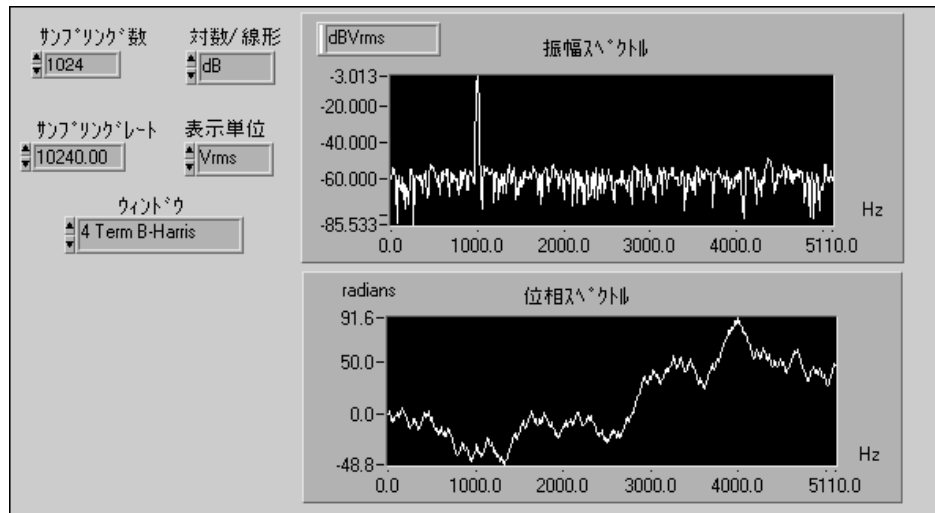 サンプリング数
1024
対数/線形
dB
サンプリングレート
10240.00
表示単位
Vrms
ウィンドウ
4 Term B-Harris
dBVrms
振幅スペクトル
-3.013
-20.000
-40.000
-60.000
-85.533
Hz
0.0 1000.0 2000.0 3000.0 4000.0 5110.0
radians
位相スペクトル
91.6
50.0
0.0
-48.8
Hz
0.0 1000.0 2000.0 3000.0 4000.0 5110.0